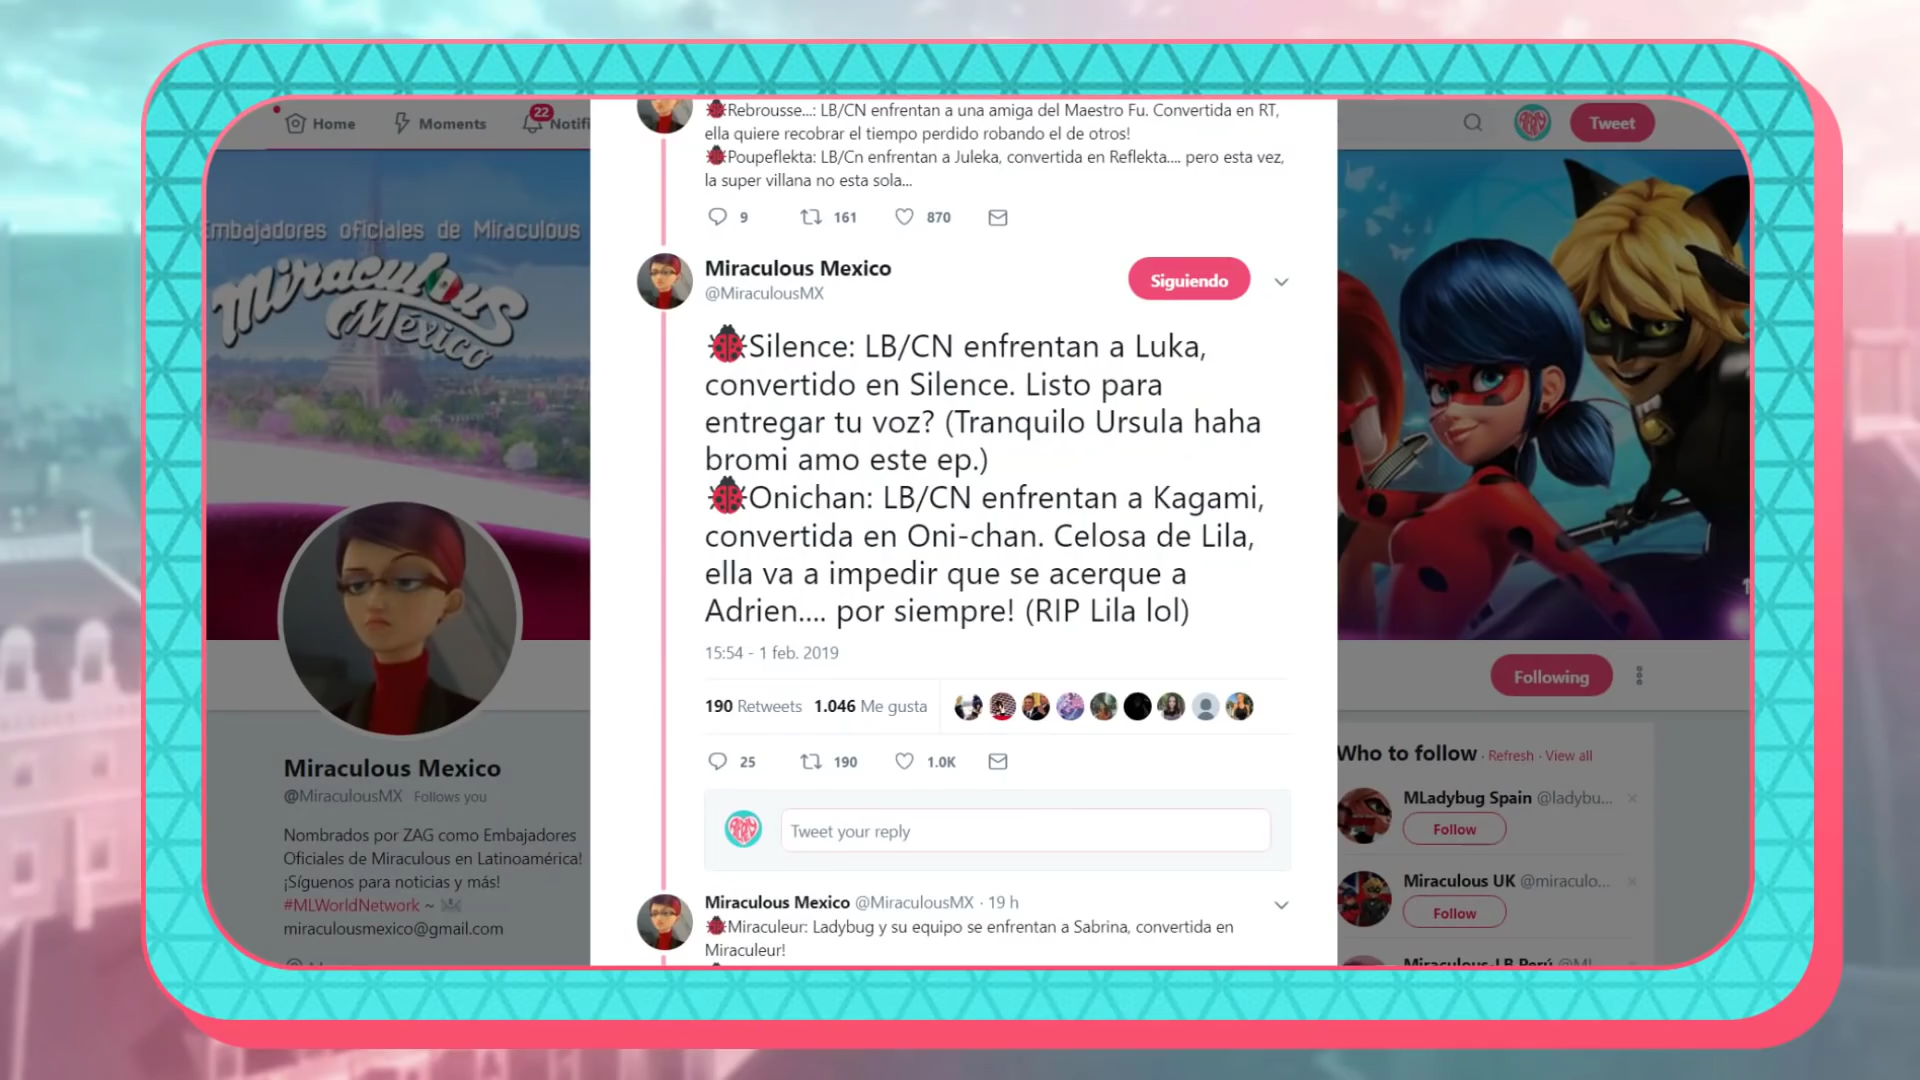 Home
Moments
22
Notifi
Tweet
Embajadores oficiales de Miraculous
Miraculous
México
Rebrousse...: LB/CN enfrentan a una amiga del Maestro Fu. Convertida en RT,
ella quiere recobrar el tiempo perdido robando el de otros!
Poupeflekta: LB/Cn enfrentan a Juleka, convertida en Reflekta.... pero esta vez,
la super villana no esta sola...
9 161 870
Miraculous Mexico
@MiraculousMX
Siguiendo
Silence: LB/CN enfrentan a Luka,
convertido en Silence. Listo para
entregar tu voz? (Tranquilo Ursula haha
bromi amo este ep.)
Onichan: LB/CN enfrentan a Kagami,
convertida en Oni-chan. Celosa de Lila,
ella va a impedir que se acerque a
Adrien.... por siempre! (RIP Lila lol)
15:54 - 1 feb. 2019
190 Retweets 1.046 Me gusta
25 190 1.0K
Tweet your reply
Miraculous Mexico @MiraculousMX · 19 h
Miraculeur: Ladybug y su equipo se enfrentan a Sabrina, convertida en
Miraculeur!
Miraculous Mexico
@MiraculousMX Follows you
Nombrados por ZAG como Embajadores
Oficiales de Miraculous en Latinoamérica!
¡Síguenos para noticias y más!
#MLWorldNetwork ~
miraculousmexico@gmail.com
Following
Who to follow · Refresh · View all
MLadybug Spain @ladybu...
Follow
Miraculous UK @miraculo...
Follow
Miraculous-LB Perú @ML